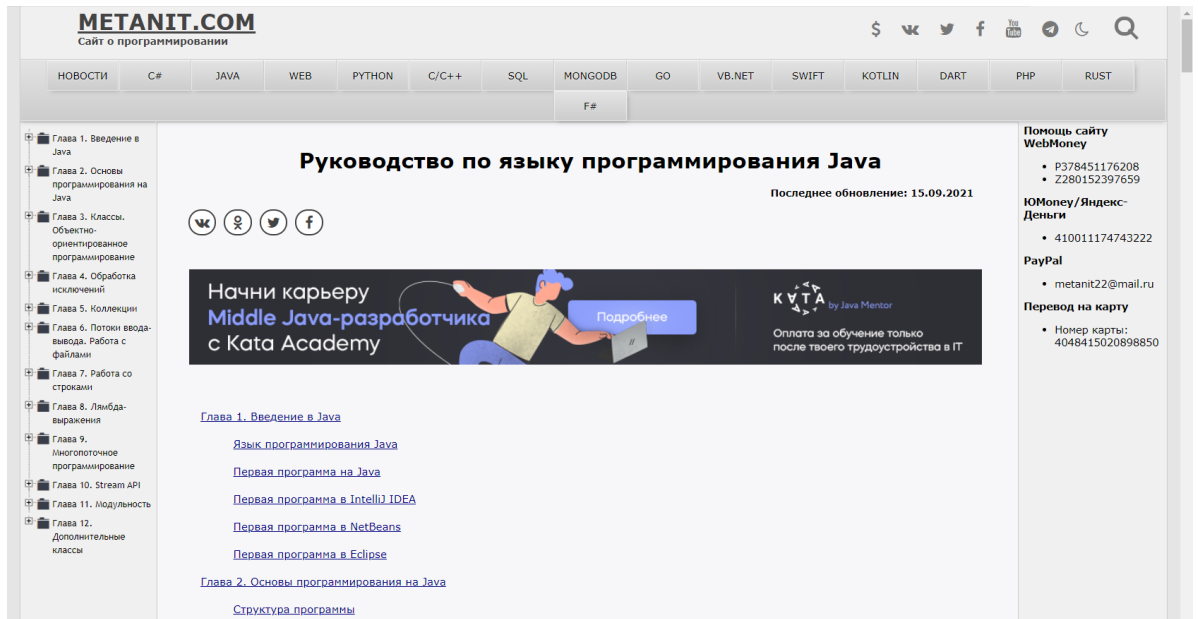 METANIT.COM
Сайт о программировании
You
Tube
НОВОСТИ C# JAVA WEB PYTHON C/C++ SQL MONGODB GO VB.NET SWIFT KOTLIN DART PHP RUST
F#
Глава 1. Введение в
Java
Глава 2. Основы
программирования на
Java
Глава 3. Классы.
Объектно-
ориентированное
программирование
Глава 4. Обработка
исключений
Глава 5. Коллекции
Глава 6. Потоки ввода-
вывода. Работа с
файлами
Глава 7. Работа со
строками
Глава 8. Лямбда-
выражения
Глава 9.
Многопоточное
программирование
Глава 10. Stream API
Глава 11. Модульность
Глава 12.
Дополнительные
классы
Руководство по языку программирования Java
Последнее обновление: 15.09.2021
Начни карьеру
Middle Java-разработчика
с Kata Academy
Подробнее
KATA by Java Mentor
Оплата за обучение только
после твоего трудоустройства в IT
Глава 1. Введение в Java
Язык программирования Java
Первая программа на Java
Первая программа в IntelliJ IDEA
Первая программа в NetBeans
Первая программа в Eclipse
Глава 2. Основы программирования на Java
Структура программы
Помощь сайту
WebMoney
P378451176208
Z280152397659
ЮMoney/Яндекс-
Деньги
410011174743222
PayPal
metanit22@mail.ru
Перевод на карту
Номер карты:
4048415020898850